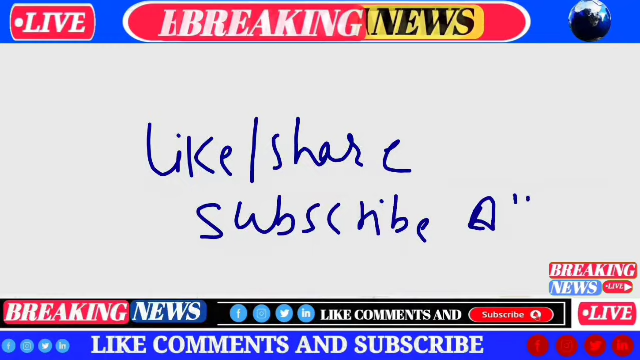 LIVE BREAKING NEWS LIVE
Like/share
subscribe
BREAKING
NEWS LIVE
BREAKING NEWS LIKE COMMENTS AND Subscribe LIVE
LIKE COMMENTS AND SUBSCRIBE